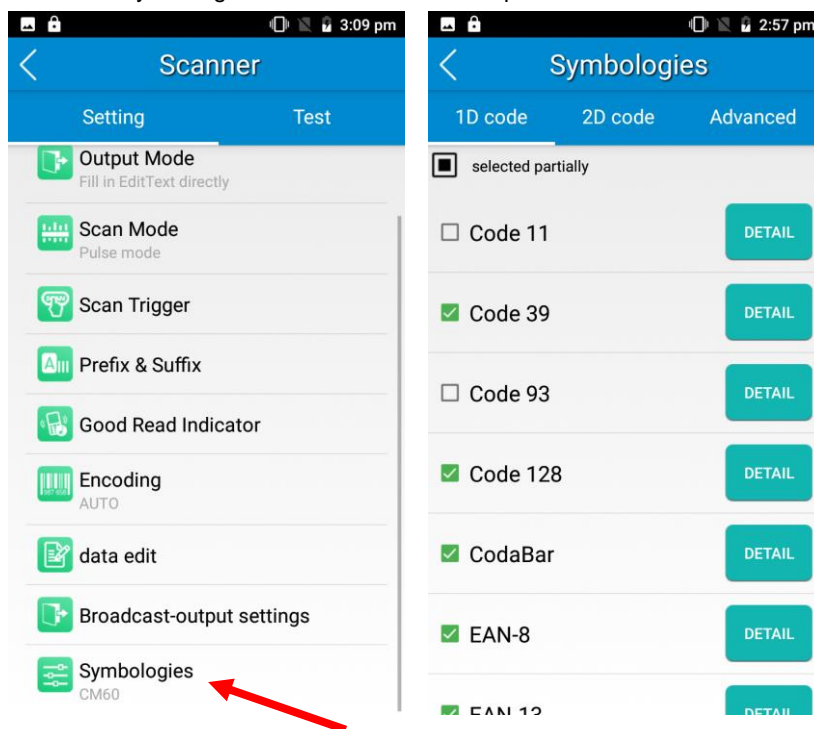 3:09 pm
Scanner
Setting Test
Output Mode
Fill in EditText directly
Scan Mode
Pulse mode
Scan Trigger
Prefix & Suffix
Good Read Indicator
Encoding
AUTO
data edit
Broadcast-output settings
Symbologies
CM60
2:57 pm
Symbologies
1D code 2D code Advanced
selected partially
Code 11 DETAIL
Code 39 DETAIL
Code 93 DETAIL
Code 128 DETAIL
CodaBar DETAIL
EAN-8 DETAIL
EAN-13 DETAIL